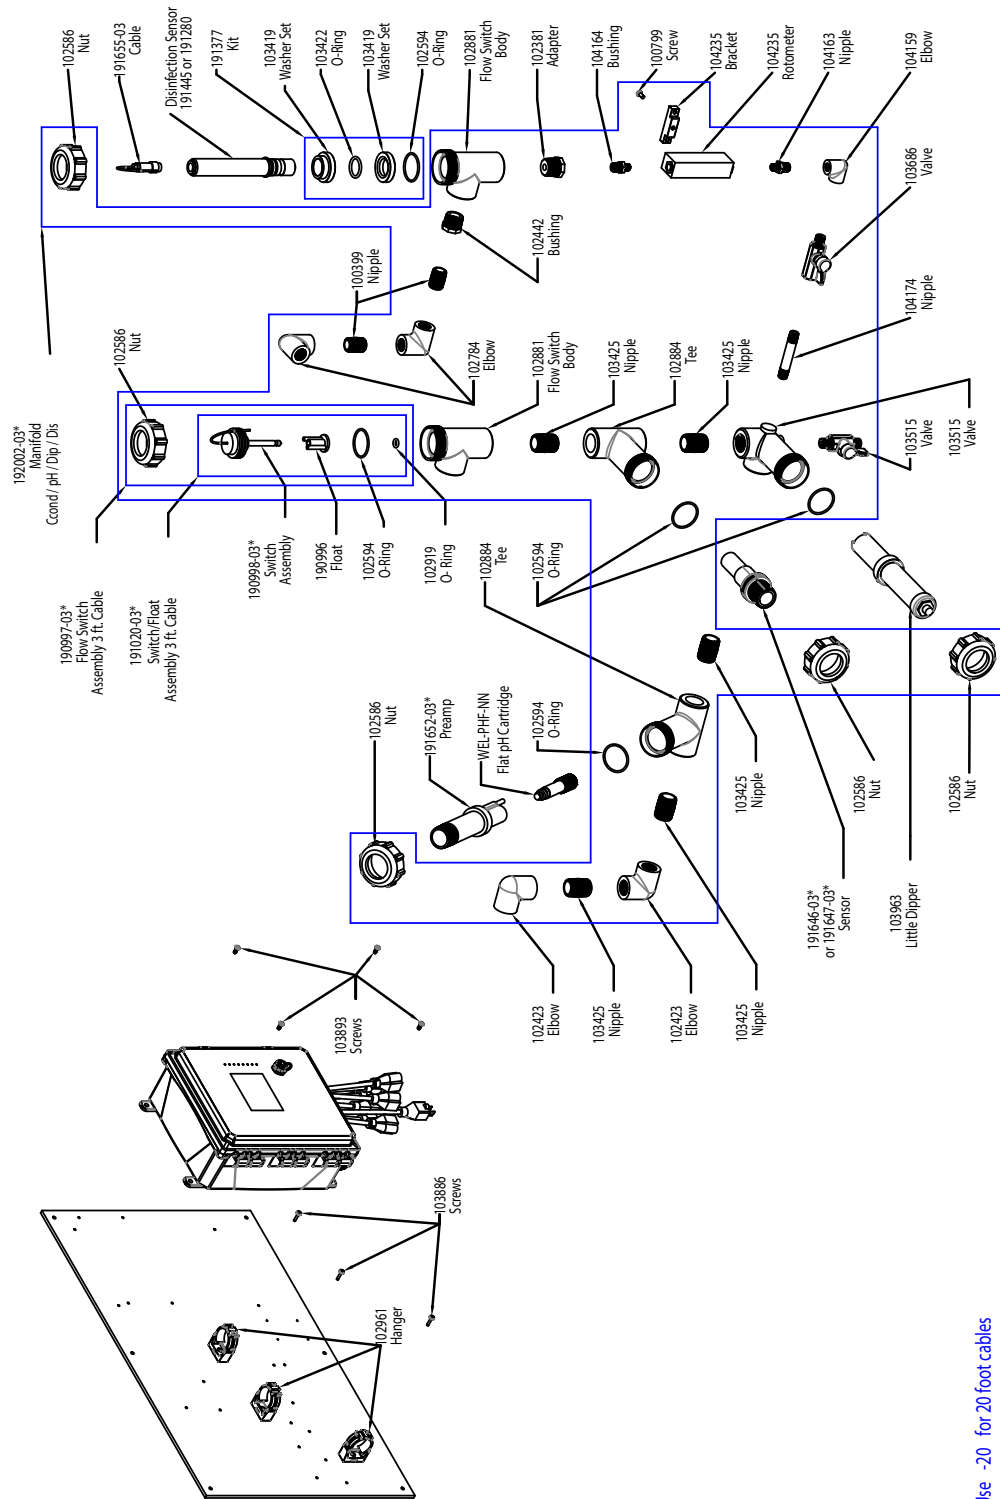 102586
Nut
191655-03
Cable
Disinfection Sensor
191445 or 191280
191377
Kit
103419
Washer Set
103422
O-Ring
103419
Washer Set
102594
O-Ring
102881
Flow Switch
Body
102381
Adapter
104164
Bushing
100799
Screw
104235
Bracket
104235
Rotometer
104163
Nipple
104159
Elbow
103686
Valve
102442
Bushing
100399
Nipple
104174
Nipple
192002-03*
Manifold
Ccond / pH / Dip / Dis
102586
Nut
102784
Elbow
102881
Flow Switch
Body
103425
Nipple
102884
Tee
103425
Nipple
103515
Valve
103515
Valve
190997-03*
Flow Switch
Assembly 3 ft. Cable
191020-03*
Switch/Float
Assembly 3 ft. Cable
190998-03*
Switch
Assembly
190996
Float
102594
O-Ring
102919
O- Ring
102884
Tee
102594
O-Ring
102586
Nut
191652-03*
Preamp
WEL-PHF-NN
Flat pH Cartridge
102594
O-Ring
103425
Nipple
102586
Nut
102586
Nut
191646-03*
or 191647-03*
Sensor
103963
Little Dipper
102423
Elbow
103425
Nipple
102423
Elbow
103425
Nipple
103893
Screws
103886
Screws
102961
Hanger
-20 for 20 foot cables